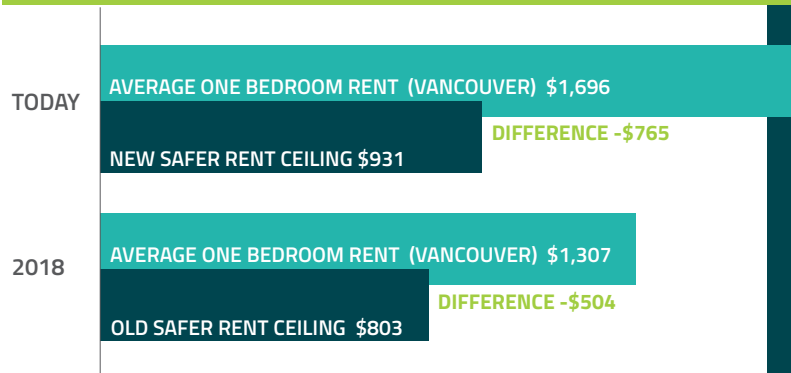 TODAY
AVERAGE ONE BEDROOM RENT (VANCOUVER) $1,696
DIFFERENCE -$765
NEW SAFER RENT CEILING $931
2018
AVERAGE ONE BEDROOM RENT (VANCOUVER) $1,307
DIFFERENCE -$504
OLD SAFER RENT CEILING $803